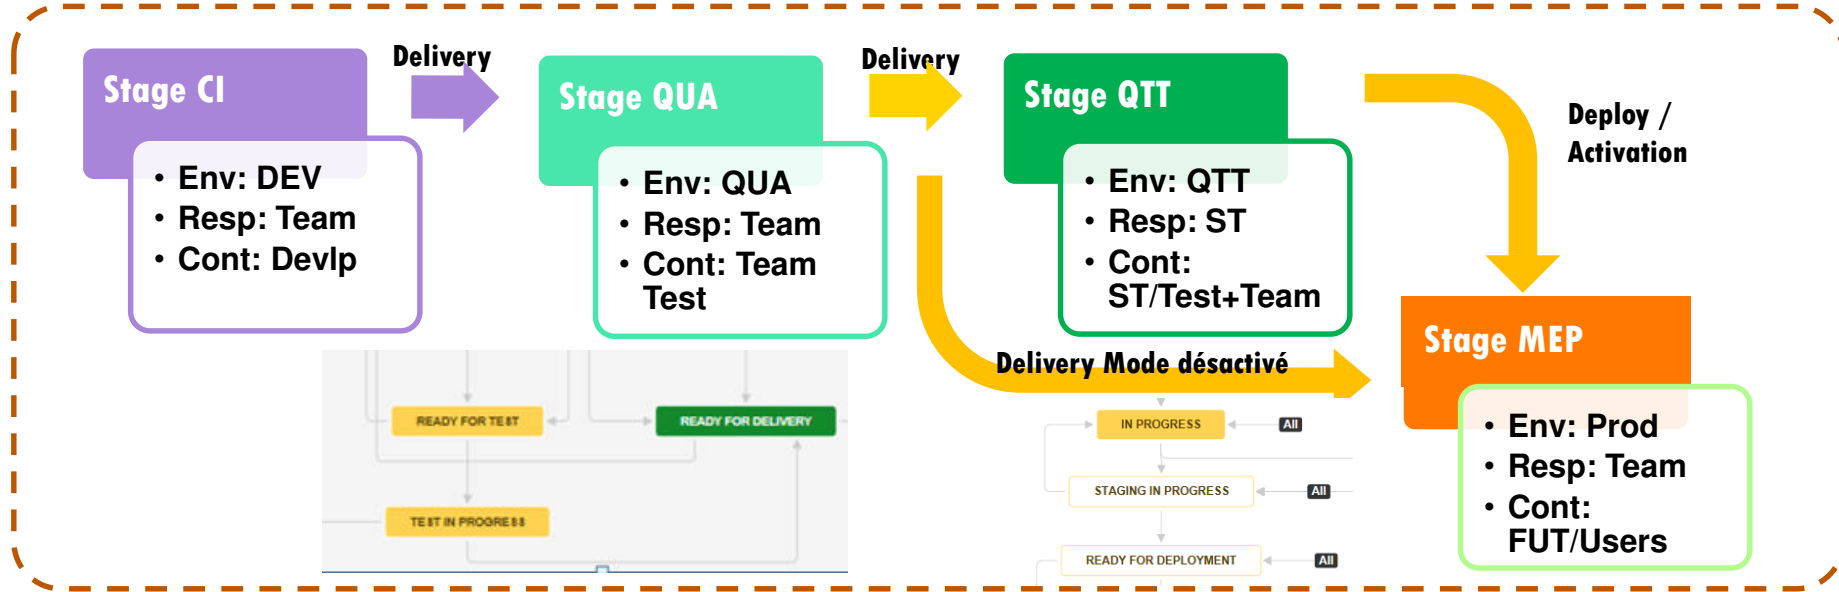 Stage CI
• Env: DEV
• Resp: Team
• Cont: Devlp
Delivery
Stage QUA
• Env: QUA
• Resp: Team
• Cont: Team
Test
Delivery
Stage QTT
• Env: QTT
• Resp: ST
• Cont:
ST/Test+Team
Deploy /
Activation
Delivery Mode désactivé
Stage MEP
• Env: Prod
• Resp: Team
• Cont:
FUT/Users
READY FOR TEST
READY FOR DELIVERY
TEST IN PROGRESS
IN PROGRESS
All
STAGING IN PROGRESS
All
READY FOR DEPLOYMENT
All